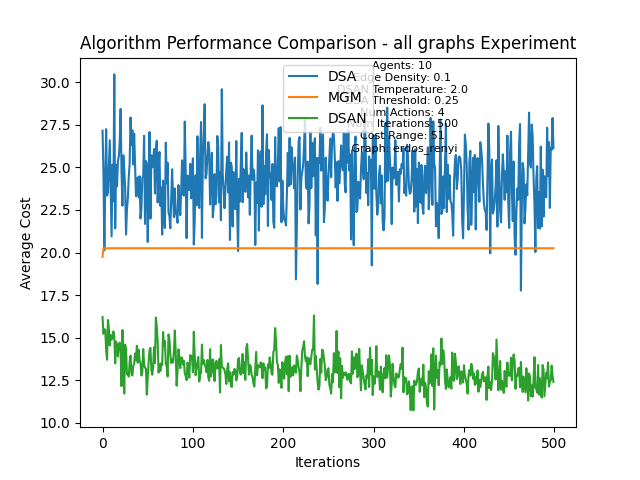 Algorithm Performance Comparison - all graphs Experiment
Average Cost
30.0
27.5
25.0
22.5
20.0
17.5
15.0
12.5
10.0
DSA
MGM
DSAN
Agents: 10
Edge Density: 0.1
DSAN Temperature: 2.0
Threshold: 0.25
Num Actions: 4
Num Iterations: 500
Cost Range: 51
Graph: erdos_renyi
0
100
200
300
400
500
Iterations